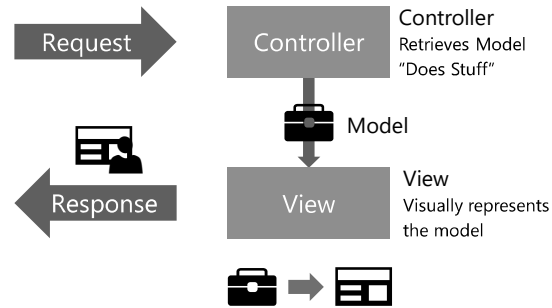 Request
Controller
Controller
Retrieves Model
“Does Stuff”
Model
Response
View
View
Visually represents
the model